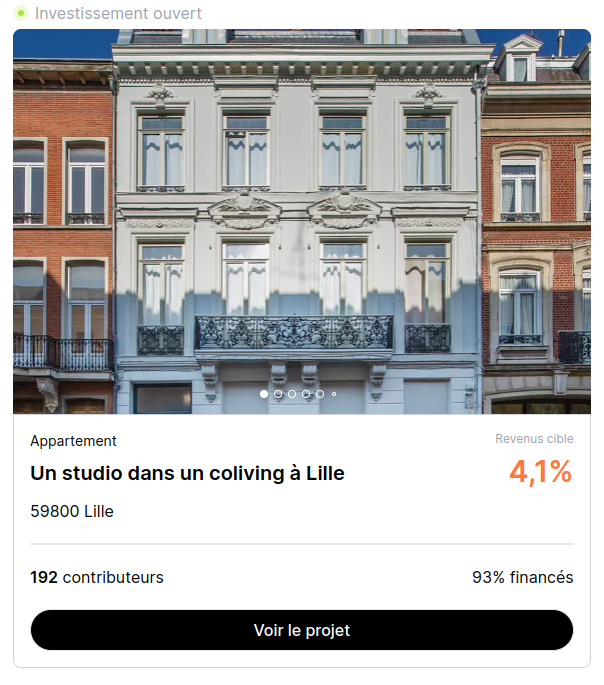 Investissement ouvert
Appartement
Revenus cible
Un studio dans un coliving à Lille
4,1%
59800 Lille
192 contributeurs
93% financés
Voir le projet